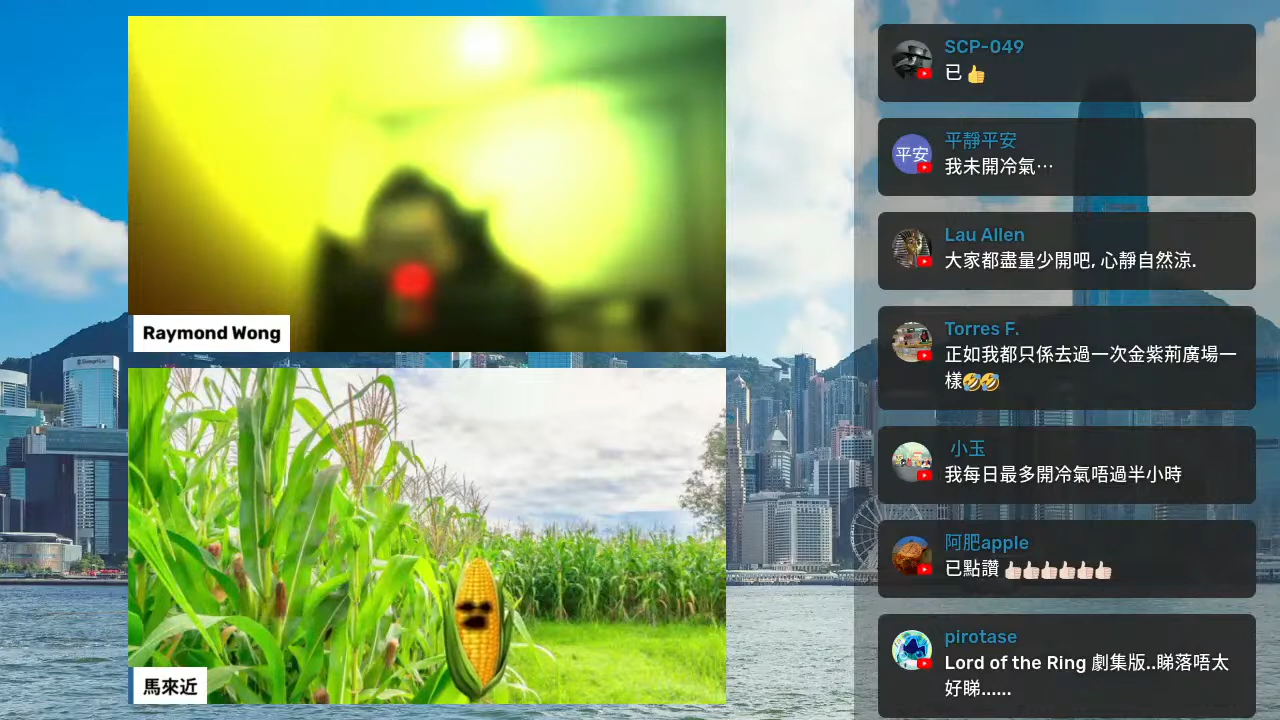 Raymond Wong
馬來近
SCP-049
已 👍
平安
平靜平安
我未開冷氣…
Lau Allen
大家都盡量少開吧, 心靜自然涼.
Torres F.
正如我都只係去過一次金紫荊廣場一
樣🤣🤣
小玉
我每日最多開冷氣唔過半小時
阿肥apple
已點讚 👍🏻👍🏻👍🏻👍🏻👍🏻👍🏻
pirotase
Lord of the Ring 劇集版..睇落唔太
好睇......